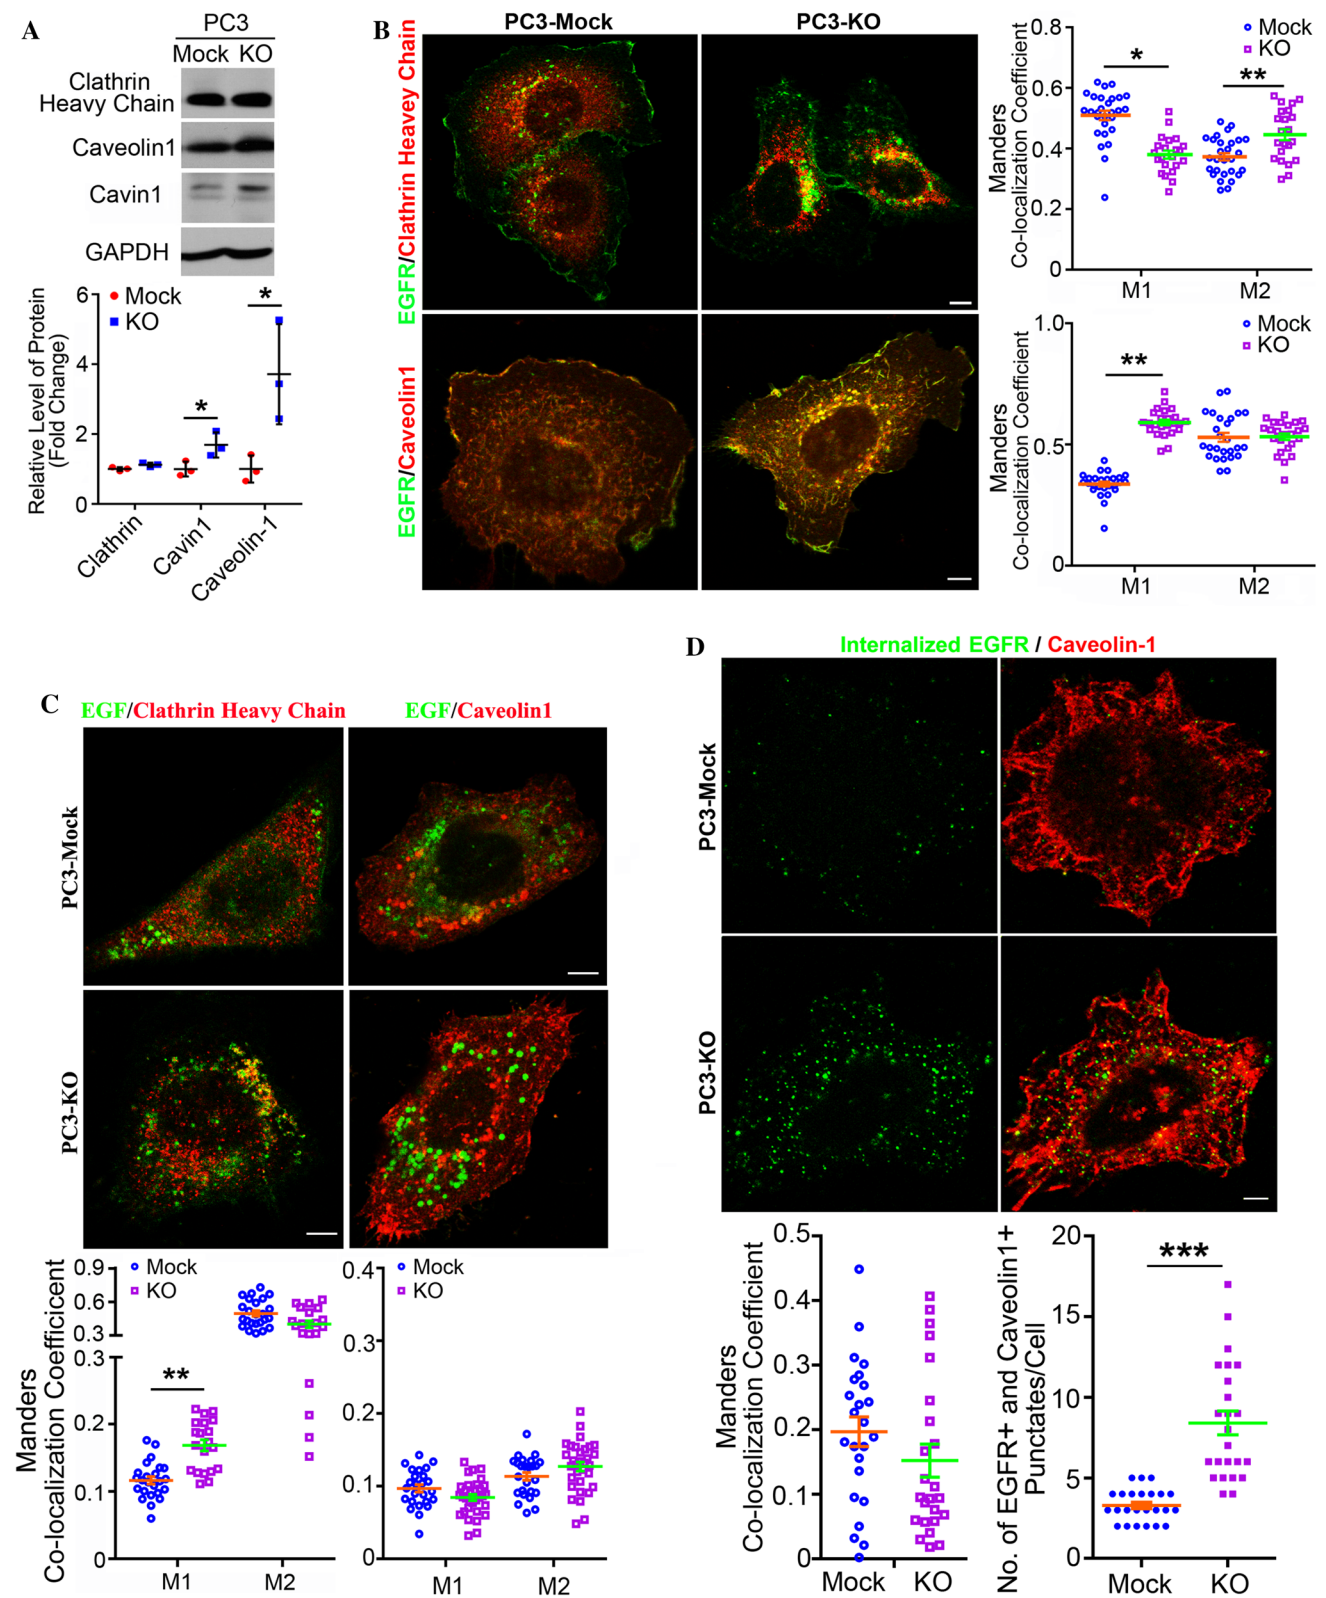 A
PC3
Mock KO
Clathrin
Heavy Chain
Caveolin1
Cavin1
GAPDH
Relative Level of Protein
(Fold Change)
6
4
2
0
Mock
KO
*
*
Clathrin
Cavin1
Caveolin-1
B
PC3-Mock
PC3-KO
EGFR/Clathrin Heavey Chain
EGFR/Caveolin1
Manders
Co-localization Coefficient
0.8
0.6
0.4
0.2
0
Mock
KO
*
**
M1
M2
Manders
Co-localization Coefficient
1.0
0.5
0
Mock
KO
**
M1
M2
C
EGF/Clathrin Heavy Chain
EGF/Caveolin1
PC3-Mock
PC3-KO
Manders
Co-localization Coefficient
0.9
0.6
0.3
0.3
0.2
0.1
0
Mock
KO
**
M1
M2
0.4
0.3
0.2
0.1
0
Mock
KO
M1
M2
D
Internalized EGFR / Caveolin-1
PC3-Mock
PC3-KO
Manders
Co-localization Coefficient
0.5
0.4
0.3
0.2
0.1
0
Mock
KO
No. of EGFR+ and Caveolin1+
Punctates/Cell
20
15
10
5
0
***
Mock
KO